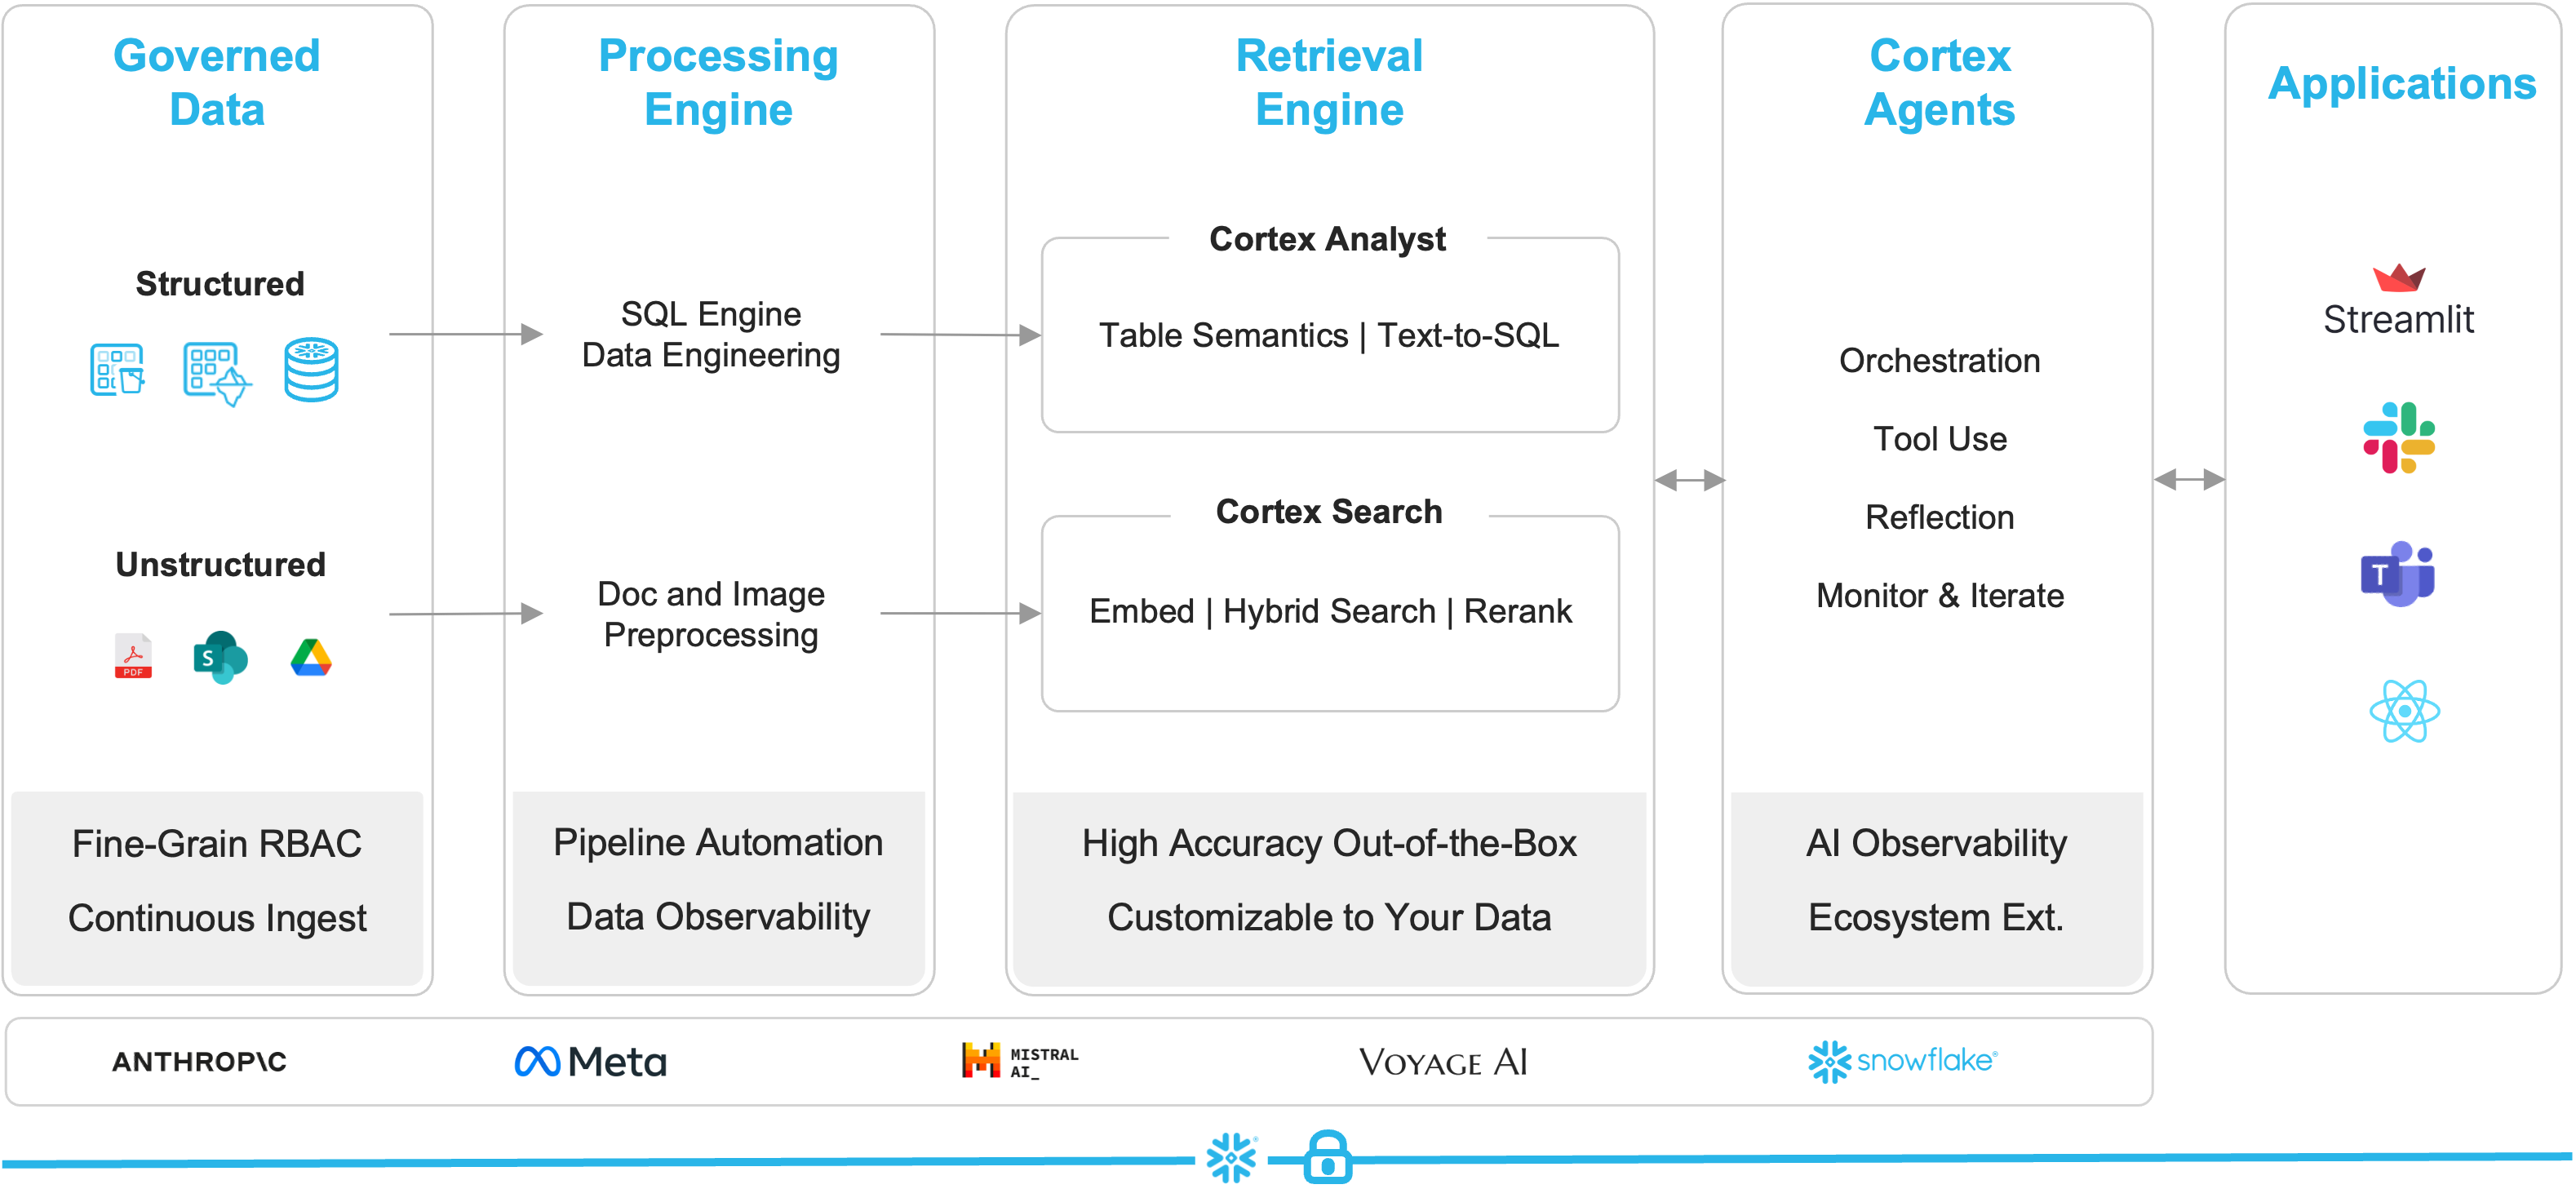 Governed
Data
Structured
Unstructured
PDF
S
Fine-Grain RBAC
Continuous Ingest
Processing
Engine
SQL Engine
Data Engineering
Doc and Image
Preprocessing
Pipeline Automation
Data Observability
Retrieval
Engine
Cortex Analyst
Table Semantics | Text-to-SQL
Cortex Search
Embed | Hybrid Search | Rerank
High Accuracy Out-of-the-Box
Customizable to Your Data
Cortex
Agents
Orchestration
Tool Use
Reflection
Monitor & Iterate
AI Observability
Ecosystem Ext.
Applications
Streamlit
T
ANTHROP\C
Meta
MISTRAL
AI_
VOYAGE AI
snowflake®